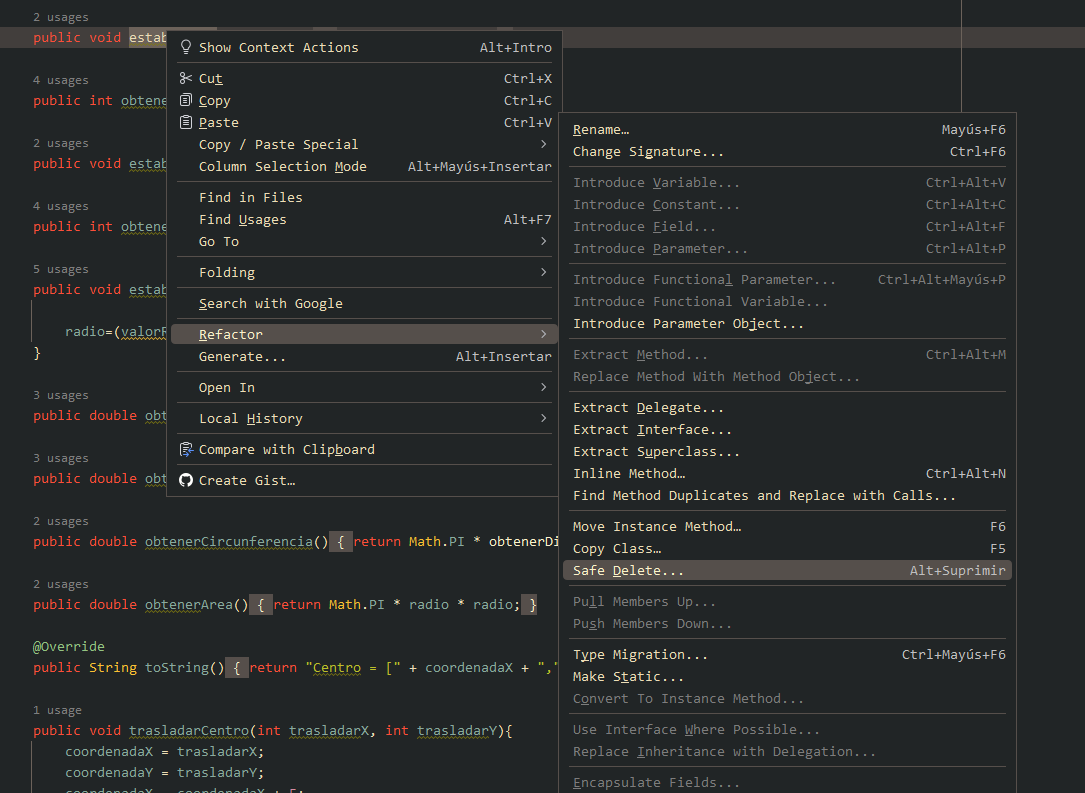 2 usages
public void estab
4 usages
public int obtene
2 usages
public void estab
4 usages
public int obtene
5 usages
public void estab
radio=(valorR
}
3 usages
public double obt
3 usages
public double obt
2 usages
public double obtenerCircunferencia() { return Math.PI * obtenerDi
2 usages
public double obtenerArea() { return Math.PI * radio * radio; }
@Override
public String toString() { return "Centro = [" + coordenadaX + ","
1 usage
public void trasladarCentro(int trasladarX, int trasladarY){
coordenadaX = trasladarX;
coordenadaY = trasladarY;
coordenadaX = coordenadaX + 5;
Show Context Actions Alt+Intro
Cut Ctrl+X
Copy Ctrl+C
Paste Ctrl+V
Copy / Paste Special
Column Selection Mode Alt+Mayús+Insertar
Find in Files
Find Usages Alt+F7
Go To
Folding
Search with Google
Refactor
Generate... Alt+Insertar
Open In
Local History
Compare with Clipboard
Create Gist…
Rename… Mayús+F6
Change Signature... Ctrl+F6
Introduce Variable... Ctrl+Alt+V
Introduce Constant... Ctrl+Alt+C
Introduce Field... Ctrl+Alt+F
Introduce Parameter... Ctrl+Alt+P
Introduce Functional Parameter... Ctrl+Alt+Mayús+P
Introduce Functional Variable...
Introduce Parameter Object...
Extract Method... Ctrl+Alt+M
Replace Method With Method Object...
Extract Delegate...
Extract Interface...
Extract Superclass...
Inline Method… Ctrl+Alt+N
Find Method Duplicates and Replace with Calls...
Move Instance Method… F6
Copy Class… F5
Safe Delete... Alt+Suprimir
Pull Members Up...
Push Members Down...
Type Migration... Ctrl+Mayús+F6
Make Static...
Convert To Instance Method...
Use Interface Where Possible...
Replace Inheritance with Delegation...
Encapsulate Fields...